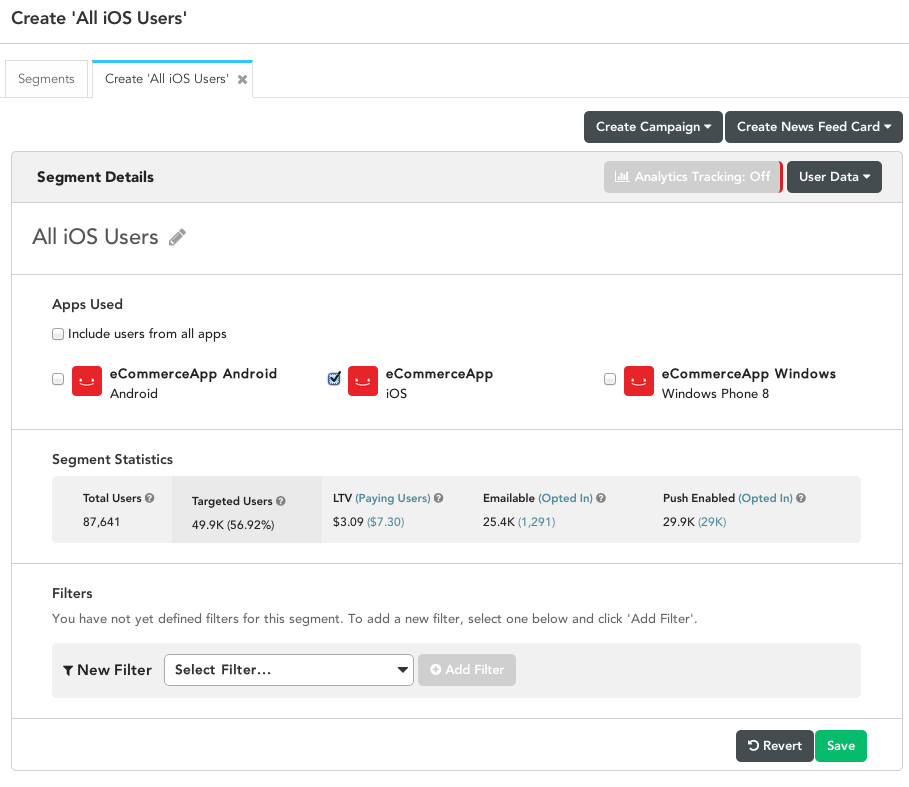 Create 'All iOS Users'
Segments
Create 'All iOS Users'
Create Campaign
Create News Feed Card
Segment Details
Analytics Tracking: Off
User Data
All iOS Users
Apps Used
Include users from all apps
eCommerceApp Android
Android
eCommerceApp
iOS
eCommerceApp Windows
Windows Phone 8
Segment Statistics
Total Users ?
87,641
Targeted Users ?
49.9K (56.92%)
LTV (Paying Users) ?
$3.09 ($7.30)
Emailable (Opted In) ?
25.4K (1,291)
Push Enabled (Opted In) ?
29.9K (29K)
Filters
You have not yet defined filters for this segment. To add a new filter, select one below and click 'Add Filter'.
New Filter
Select Filter...
Add Filter
Revert
Save